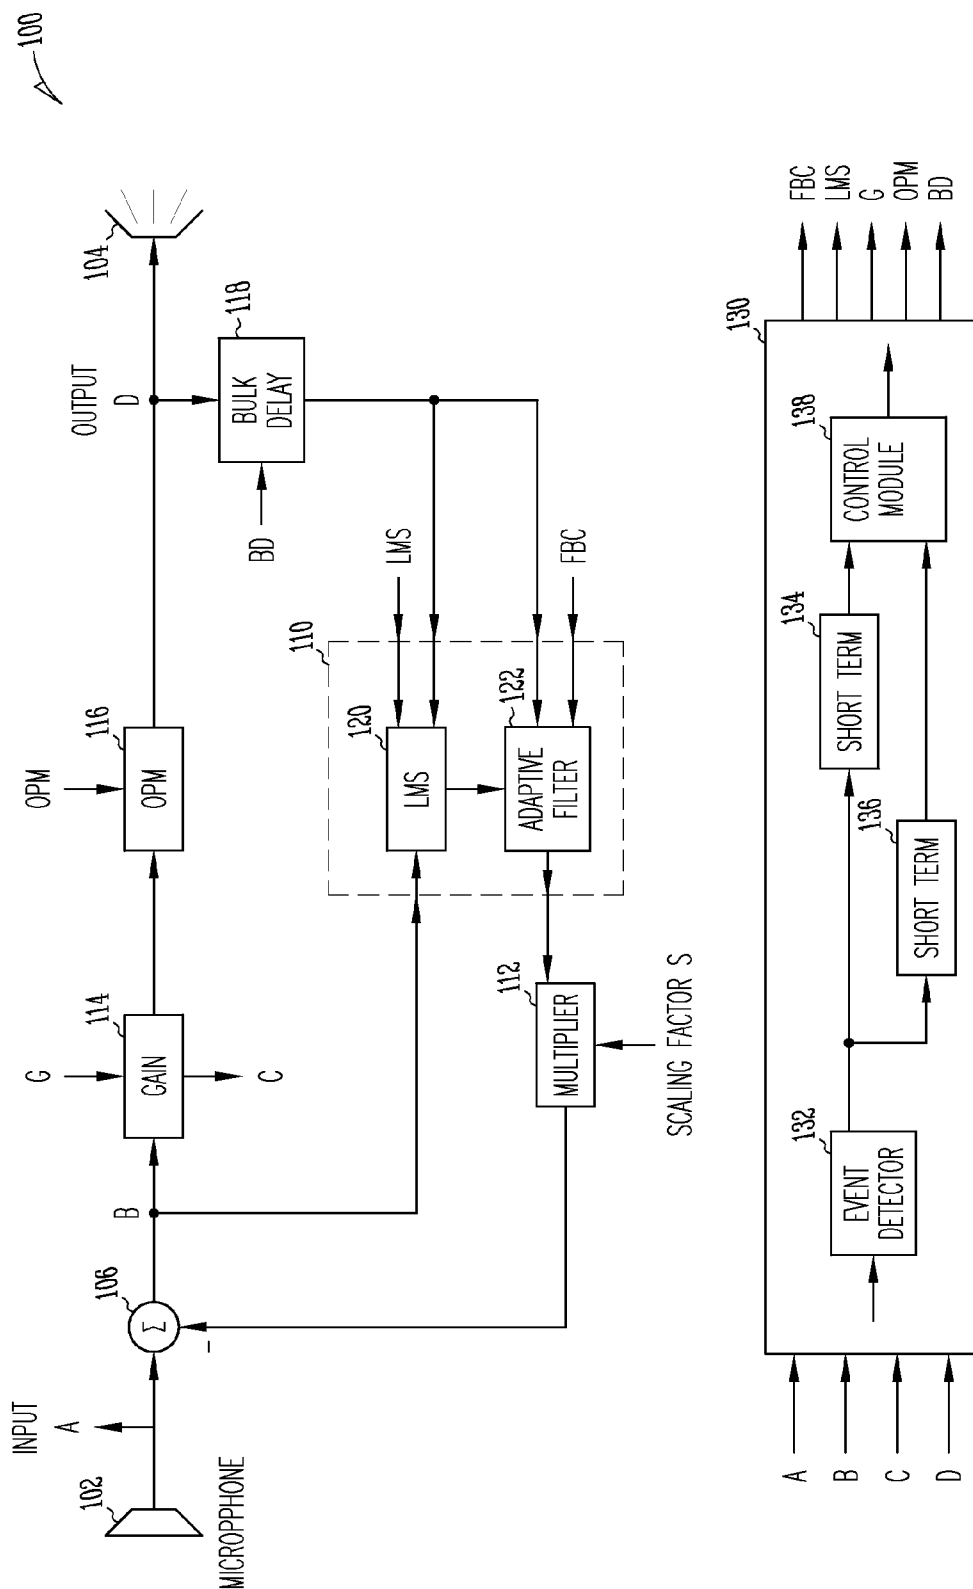 100
INPUT
A
102
MICROPPHONE
106
Σ
-
B
G
114
GAIN
C
OPM
116
OPM
OUTPUT
D
104
118
BULK
DELAY
BD
LMS
FBC
110
120
LMS
122
ADAPTIVE
FILTER
112
MULTIPLIER
SCALING FACTOR S
130
A
B
C
D
132
EVENT
DETECTOR
134
SHORT TERM
136
SHORT TERM
138
CONTROL
MODULE
FBC
LMS
G
OPM
BD